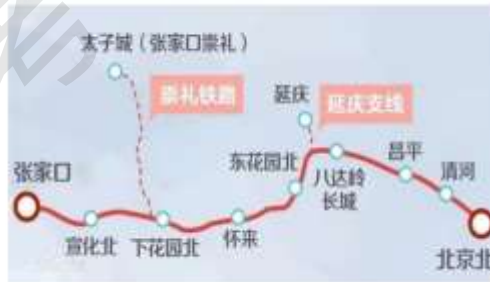 太子城（张家口崇礼）
崇礼铁路
延庆
延庆支线
张家口
东花园北
八达岭
长城
昌平
清河
宣化北
下花园北
怀来
北京北